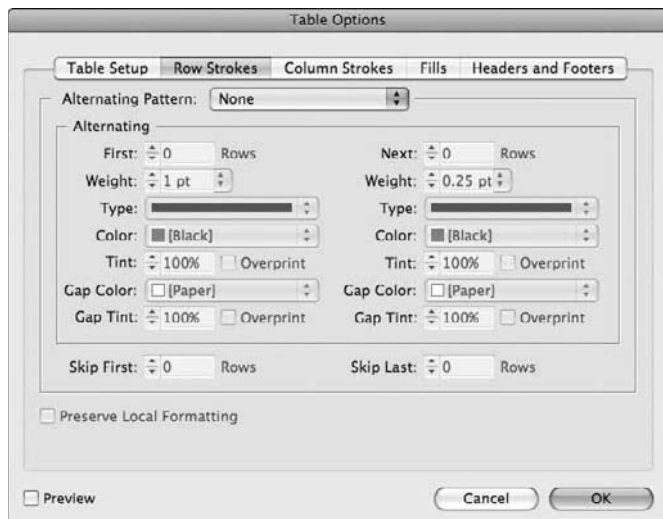 Table Options
Table Setup Row Strokes Column Strokes Fills Headers and Footers
Alternating Pattern: None
Alternating
First: 0 Rows Next: 0 Rows
Weight: 1 pt Weight: 0.25 pt
Type: Type:
Color: [Black] Color: [Black]
Tint: 100% Overprint Tint: 100% Overprint
Gap Color: [Paper] Gap Color: [Paper]
Gap Tint: 100% Overprint Gap Tint: 100% Overprint
Skip First: 0 Rows Skip Last: 0 Rows
Preserve Local Formatting
Preview Cancel OK